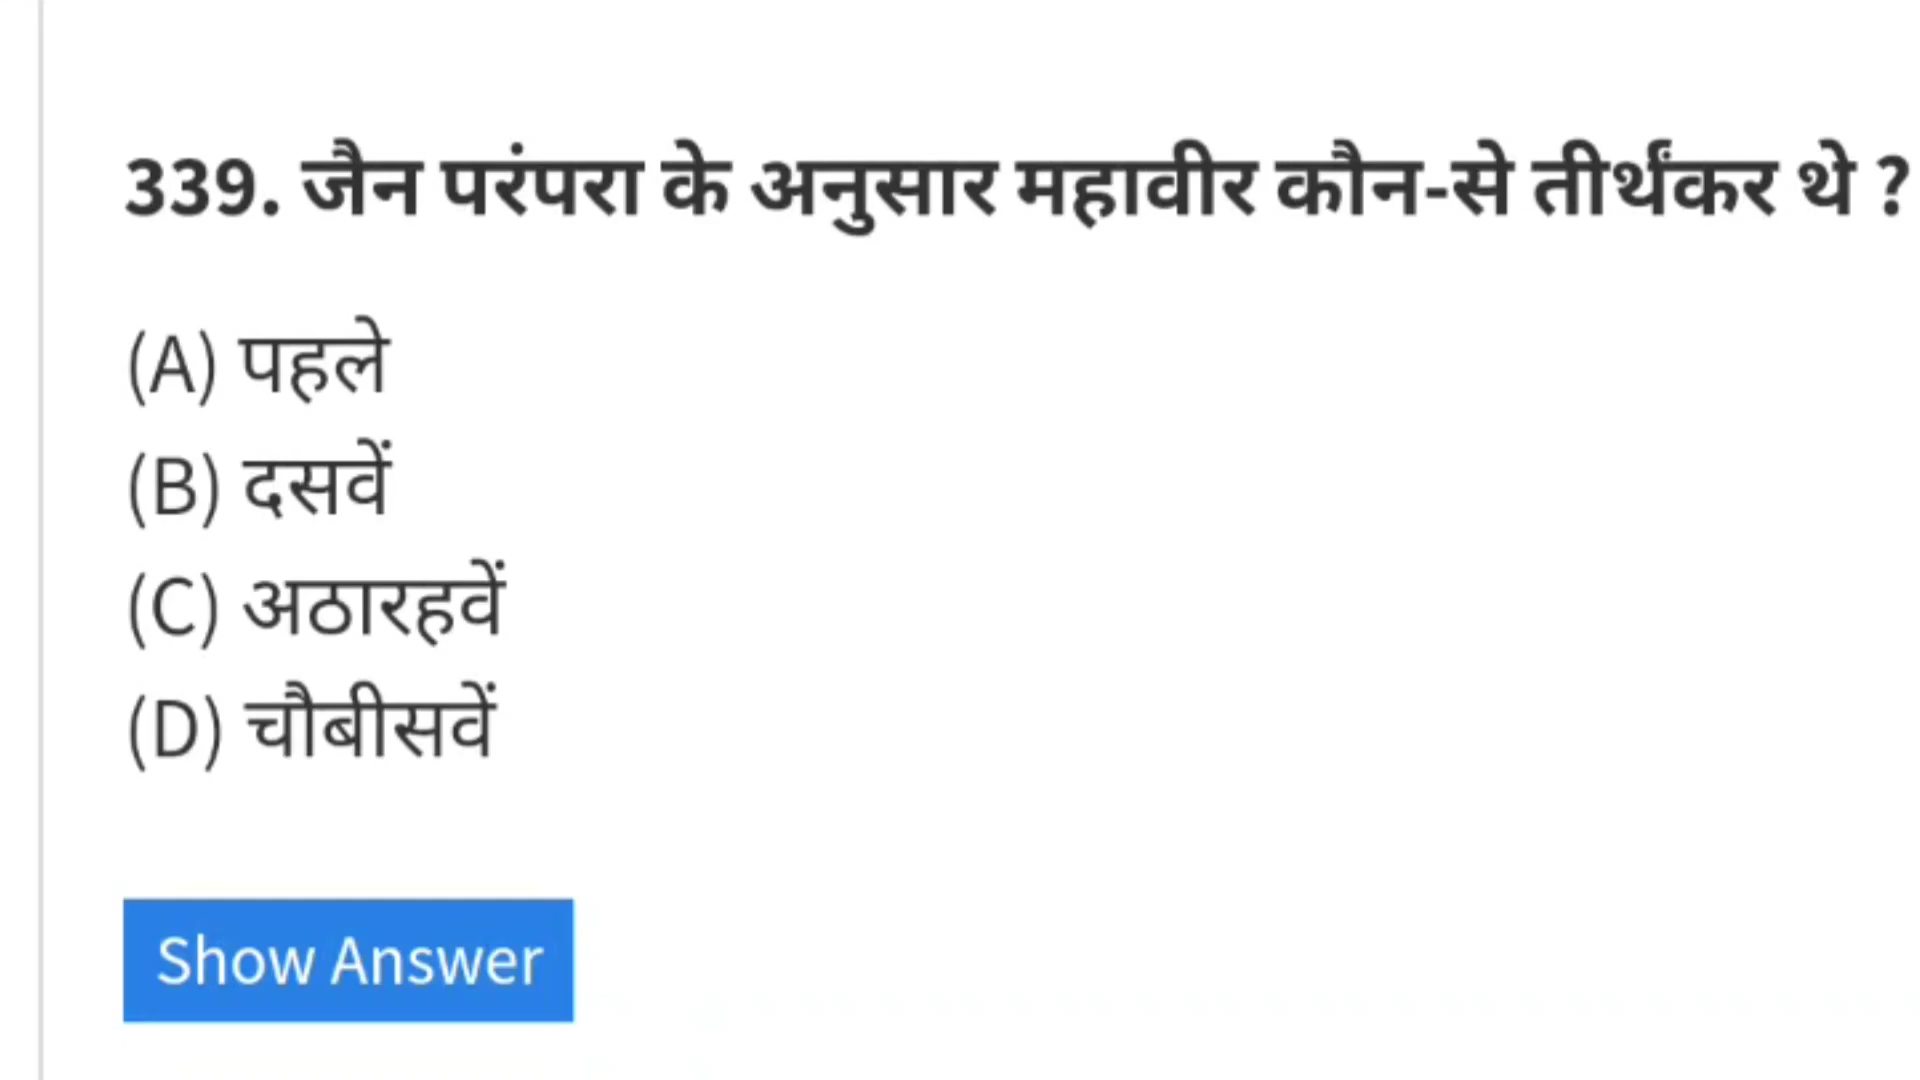 339. जैन परंपरा के अनुसार महावीर कौन-से तीर्थंकर थे ?
(A) पहले
(B) दसवें
(C) अठारहवें
(D) चौबीसवें
Show Answer